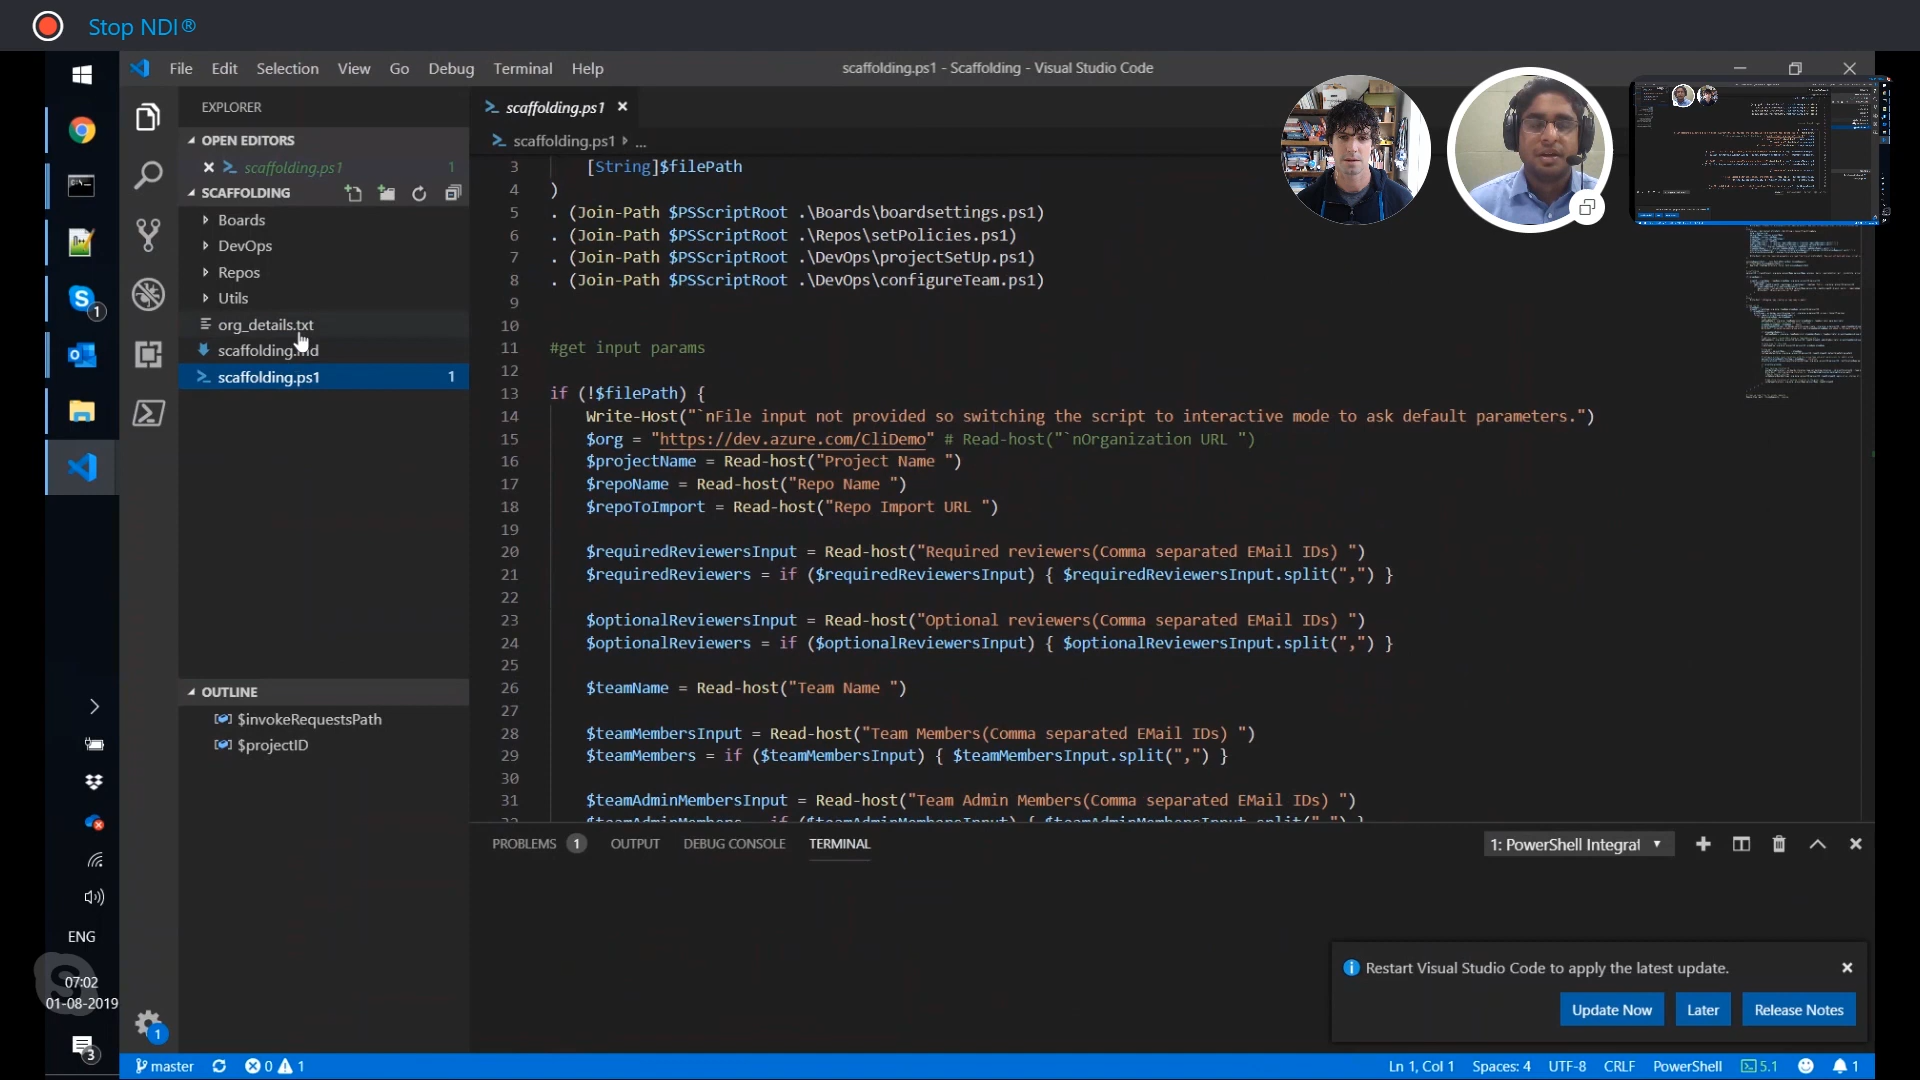 Stop NDI®
File Edit Selection View Go Debug Terminal Help
scaffolding.ps1 - Scaffolding - Visual Studio Code
EXPLORER
OPEN EDITORS
scaffolding.ps1 1
SCAFFOLDING
Boards
DevOps
Repos
Utils
org_details.txt
scaffolding.md
scaffolding.ps1 1
OUTLINE
$invokeRequestsPath
$projectID
scaffolding.ps1
scaffolding.ps1 ...
3 [String]$filePath
4 )
5 . (Join-Path $PSScriptRoot .\Boards\boardsettings.ps1)
6 . (Join-Path $PSScriptRoot .\Repos\setPolicies.ps1)
7 . (Join-Path $PSScriptRoot .\DevOps\projectSetUp.ps1)
8 . (Join-Path $PSScriptRoot .\DevOps\configureTeam.ps1)
9
10
11 #get input params
12
13 if (!$filePath) {
14 Write-Host("`nFile input not provided so switching the script to interactive mode to ask default parameters.")
15 $org = "https://dev.azure.com/CliDemo" # Read-host("`nOrganization URL ")
16 $projectName = Read-host("Project Name ")
17 $repoName = Read-host("Repo Name ")
18 $repoToImport = Read-host("Repo Import URL ")
19
20 $requiredReviewersInput = Read-host("Required reviewers(Comma separated EMail IDs) ")
21 $requiredReviewers = if ($requiredReviewersInput) { $requiredReviewersInput.split(",") }
22
23 $optionalReviewersInput = Read-host("Optional reviewers(Comma separated EMail IDs) ")
24 $optionalReviewers = if ($optionalReviewersInput) { $optionalReviewersInput.split(",") }
25
26 $teamName = Read-host("Team Name ")
27
28 $teamMembersInput = Read-host("Team Members(Comma separated EMail IDs) ")
29 $teamMembers = if ($teamMembersInput) { $teamMembersInput.split(",") }
30
31 $teamAdminMembersInput = Read-host("Team Admin Members(Comma separated EMail IDs) ")
PROBLEMS 1 OUTPUT DEBUG CONSOLE TERMINAL
1: PowerShell Integrat
Restart Visual Studio Code to apply the latest update.
Update Now Later Release Notes
1
ENG
07:02
01-08-2019
3
1
master 0 1
Ln 1, Col 1 Spaces: 4 UTF-8 CRLF PowerShell 5.1 1